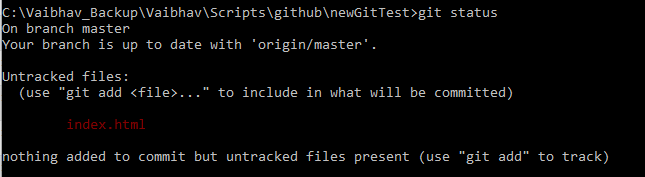 C:\Vaibhav_Backup\Vaibhav\Scripts\github\newGitTest>git status
On branch master
Your branch is up to date with 'origin/master'.
Untracked files:
(use "git add <file>..." to include in what will be committed)
index.html
nothing added to commit but untracked files present (use "git add" to track)